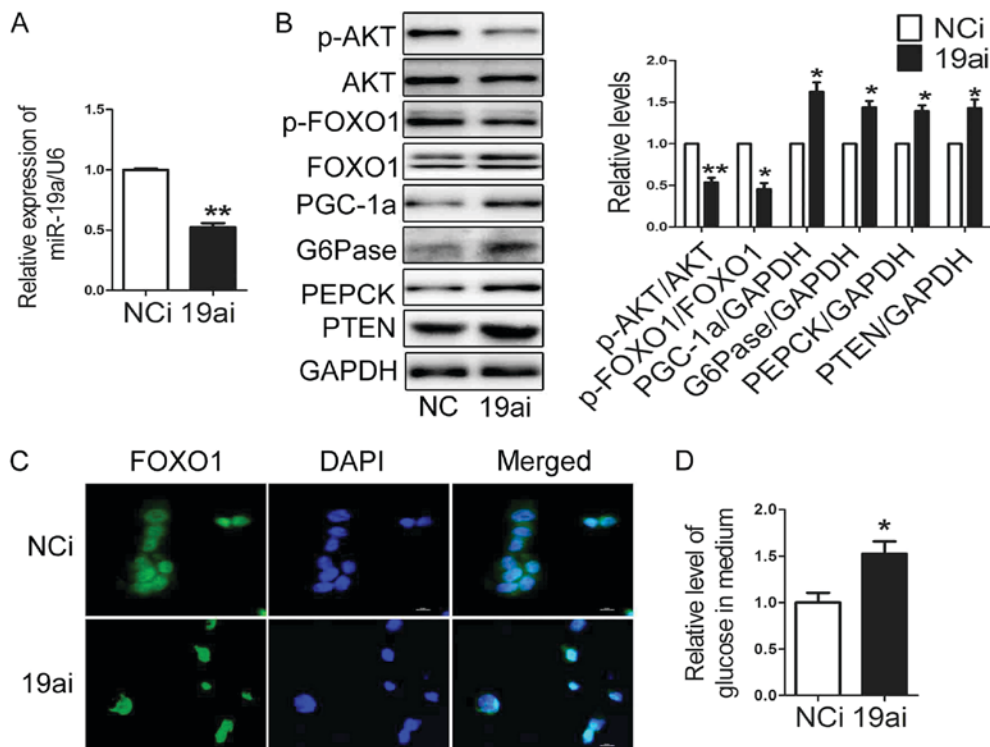 A
Relative expression of
miR-19a/U6
1.5
1.0
0.5
0.0
**
NCi 19ai
B
p-AKT
AKT
p-FOXO1
FOXO1
PGC-1a
G6Pase
PEPCK
PTEN
GAPDH
NC 19ai
NCi
19ai
Relative levels
2.0
1.5
1.0
0.5
0.0
** * * * * *
p-AKT/AKT
p-FOXO1/FOXO1
PGC-1a/GAPDH
G6Pase/GAPDH
PEPCK/GAPDH
PTEN/GAPDH
C
FOXO1 DAPI Merged
NCi
19ai
D
Relative level of
glucose in medium
2.0
1.5
1.0
0.5
0.0
*
NCi 19ai